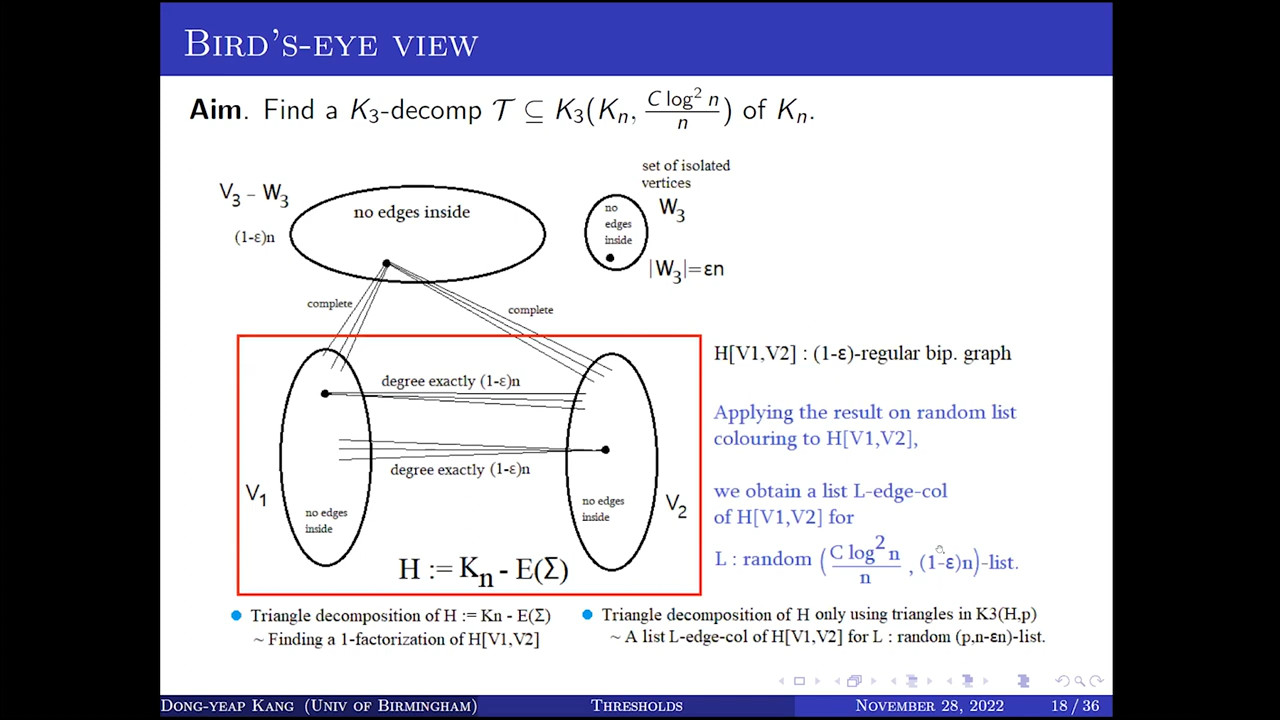 BIRD'S-EYE VIEW
Aim. Find a K₃-decomp 𝒯 ⊆ K₃(Kₙ, C log² n / n) of Kₙ.
set of isolated
vertices
V₃ - W₃
no edges inside
(1-ε)n
no
edges
inside
W₃
|W₃|=εn
complete
complete
degree exactly (1-ε)n
degree exactly (1-ε)n
V₁
no edges
inside
no edges
inside
V₂
H := Kₙ - E(Σ)
H[V1,V2] : (1-ε)-regular bip. graph
Applying the result on random list
colouring to H[V1,V2],
we obtain a list L-edge-col
of H[V1,V2] for
L : random (C log² n / n , (1-ε)n)-list.
Triangle decomposition of H := Kn - E(Σ)
~ Finding a 1-factorization of H[V1,V2]
Triangle decomposition of H only using triangles in K3(H,p)
~ A list L-edge-col of H[V1,V2] for L : random (p,n-εn)-list.
DONG-YEAP KANG (UNIV OF BIRMINGHAM)
THRESHOLDS
NOVEMBER 28, 2022
18 / 36